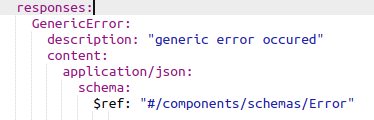 responses:
GenericError:
description: "generic error occured"
content:
application/json:
schema:
$ref: "#/components/schemas/Error"